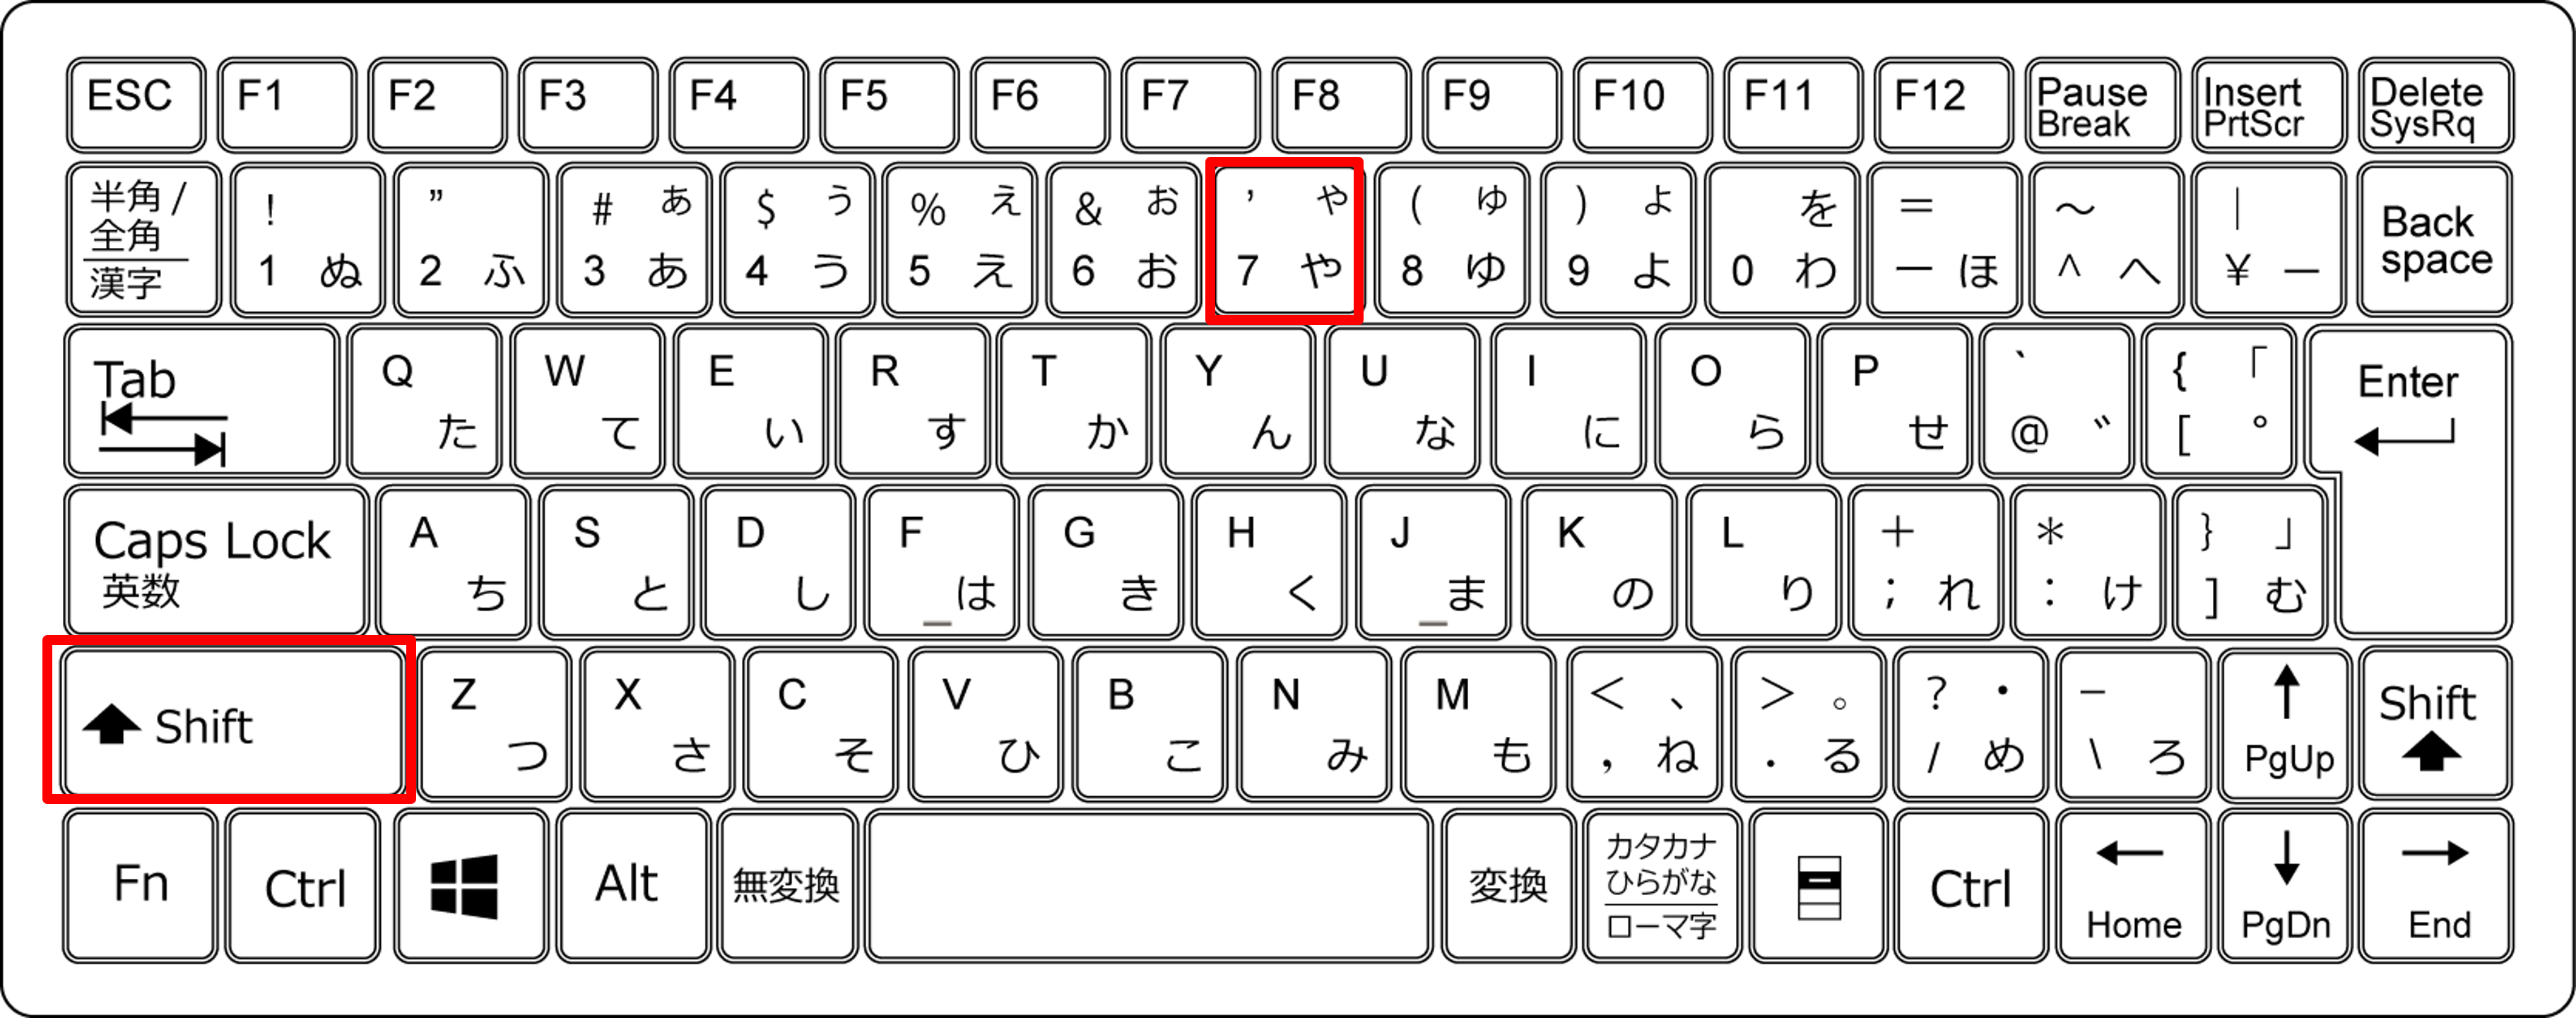 ESC F1 F2 F3 F4 F5 F6 F7 F8 F9 F10 F11 F12 Pause Insert Delete
Break PrtScr SysRq
半角/ ! ” # ぁ $ ぅ % ぇ & ぉ ’ ゃ ( ゅ ) ょ を = ～ |
全角
漢字 1 ぬ 2 ふ 3 あ 4 う 5 え 6 お 7 や 8 ゆ 9 よ 0 わ － ほ ^ へ ¥ ー
Back
space
Tab Q W E R T Y U I O P ` { 「 Enter
た て い す か ん な に ら せ @ ゛ [ ゜
Caps Lock A S D F G H J K L + * } 」
英数 ち と し _ は き く _ ま の り ; れ : け ] む
Shift Z X C V B N M < 、 > 。 ? ・ _ ↑ Shift
つ さ そ ひ こ み も , ね . る / め \ ろ PgUp
Fn Ctrl Alt 無変換 変換 カタカナ Ctrl ← ↓ →
ひらがな
ローマ字 Home PgDn End